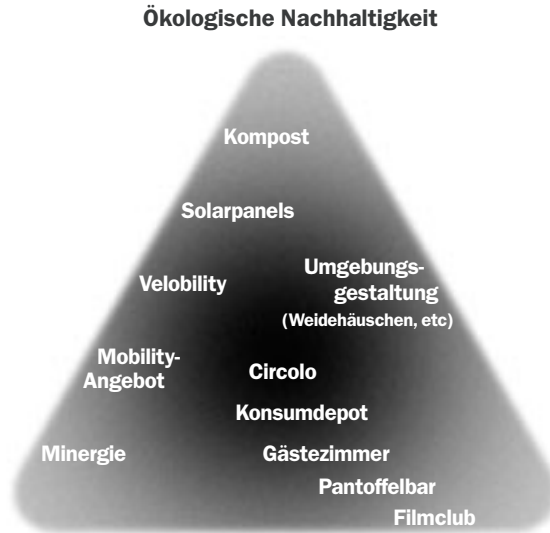 Ökologische Nachhaltigkeit
Kompost
Solarpanels
Umgebungs-
gestaltung
(Weidehäuschen, etc)
Velobility
Mobility-
Angebot
Circolo
Konsumdepot
Minergie
Gästezimmer
Pantoffelbar
Filmclub